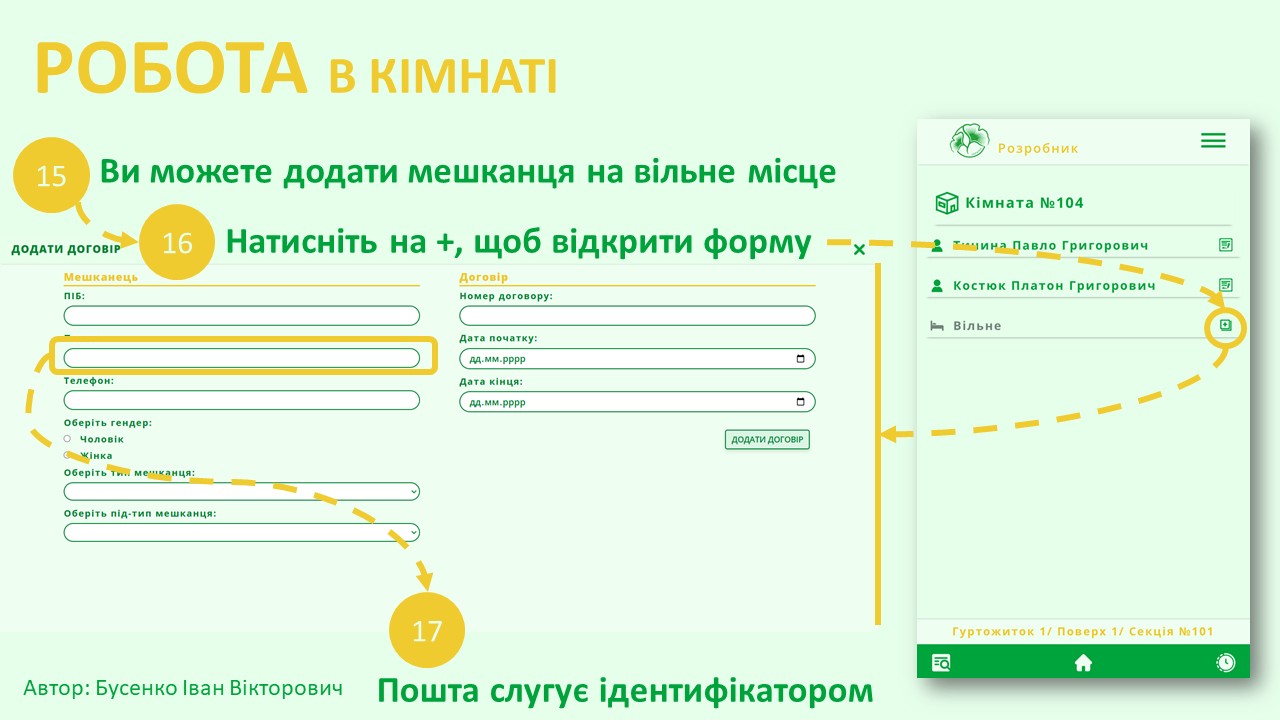 РОБОТА В КІМНАТІ
15 Ви можете додати мешканця на вільне місце
16 Натисніть на +, щоб відкрити форму
ДОДАТИ ДОГОВІР
Мешканець
ПІБ:
Телефон:
Оберіть гендер:
Чоловік
Жінка
Оберіть тип мешканця:
Оберіть під-тип мешканця:
Договір
Номер договору:
Дата початку:
дд.мм.рррр
Дата кінця:
дд.мм.рррр
ДОДАТИ ДОГОВІР
17
Пошта слугує ідентифікатором
Автор: Бусенко Іван Вікторович
Розробник
Кімната №104
Тичина Павло Григорович
Костюк Платон Григорович
Вільне
Гуртожиток 1/ Поверх 1/ Секція №101